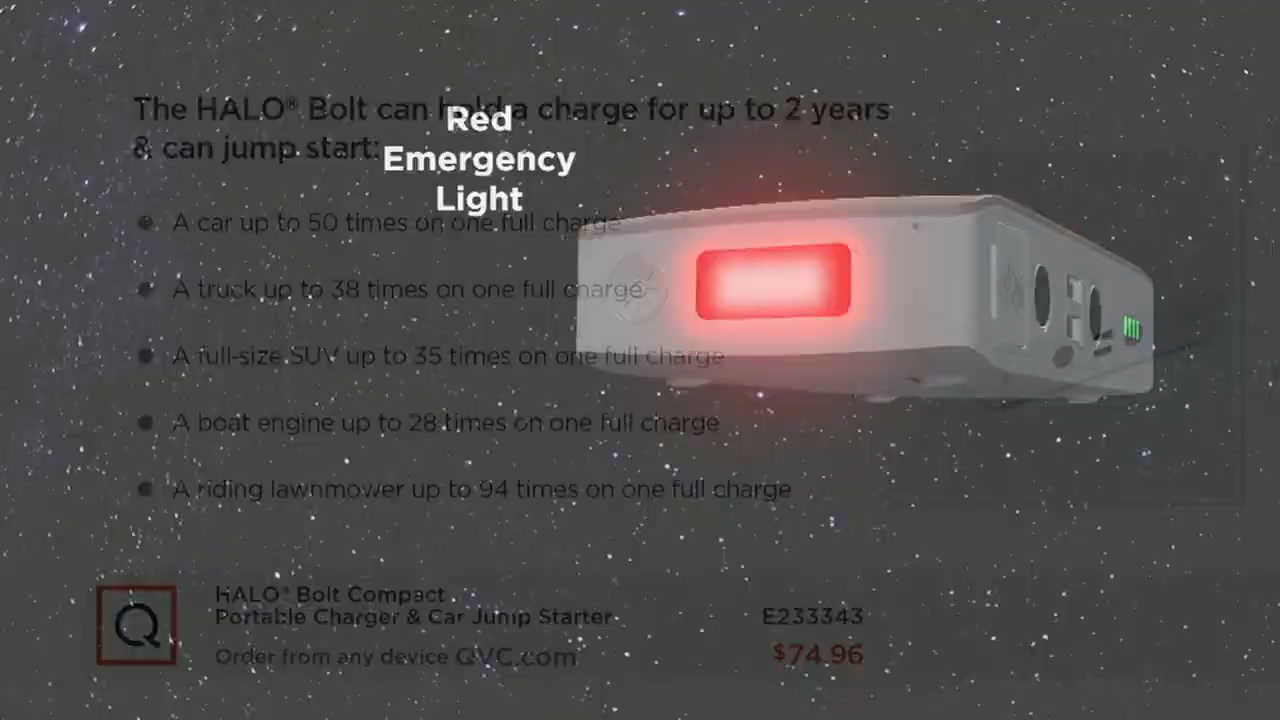 The HALO® Bolt can hold a charge for up to 2 years
& can jump start:
Red
Emergency
Light
A car up to 50 times on one full charge
A truck up to 38 times on one full charge
A full-size SUV up to 35 times on one full charge
A boat engine up to 28 times on one full charge
A riding lawnmower up to 94 times on one full charge
Q
HALO® Bolt Compact
Portable Charger & Car Jump Starter
E233343
Order from any device QVC.com
$74.96